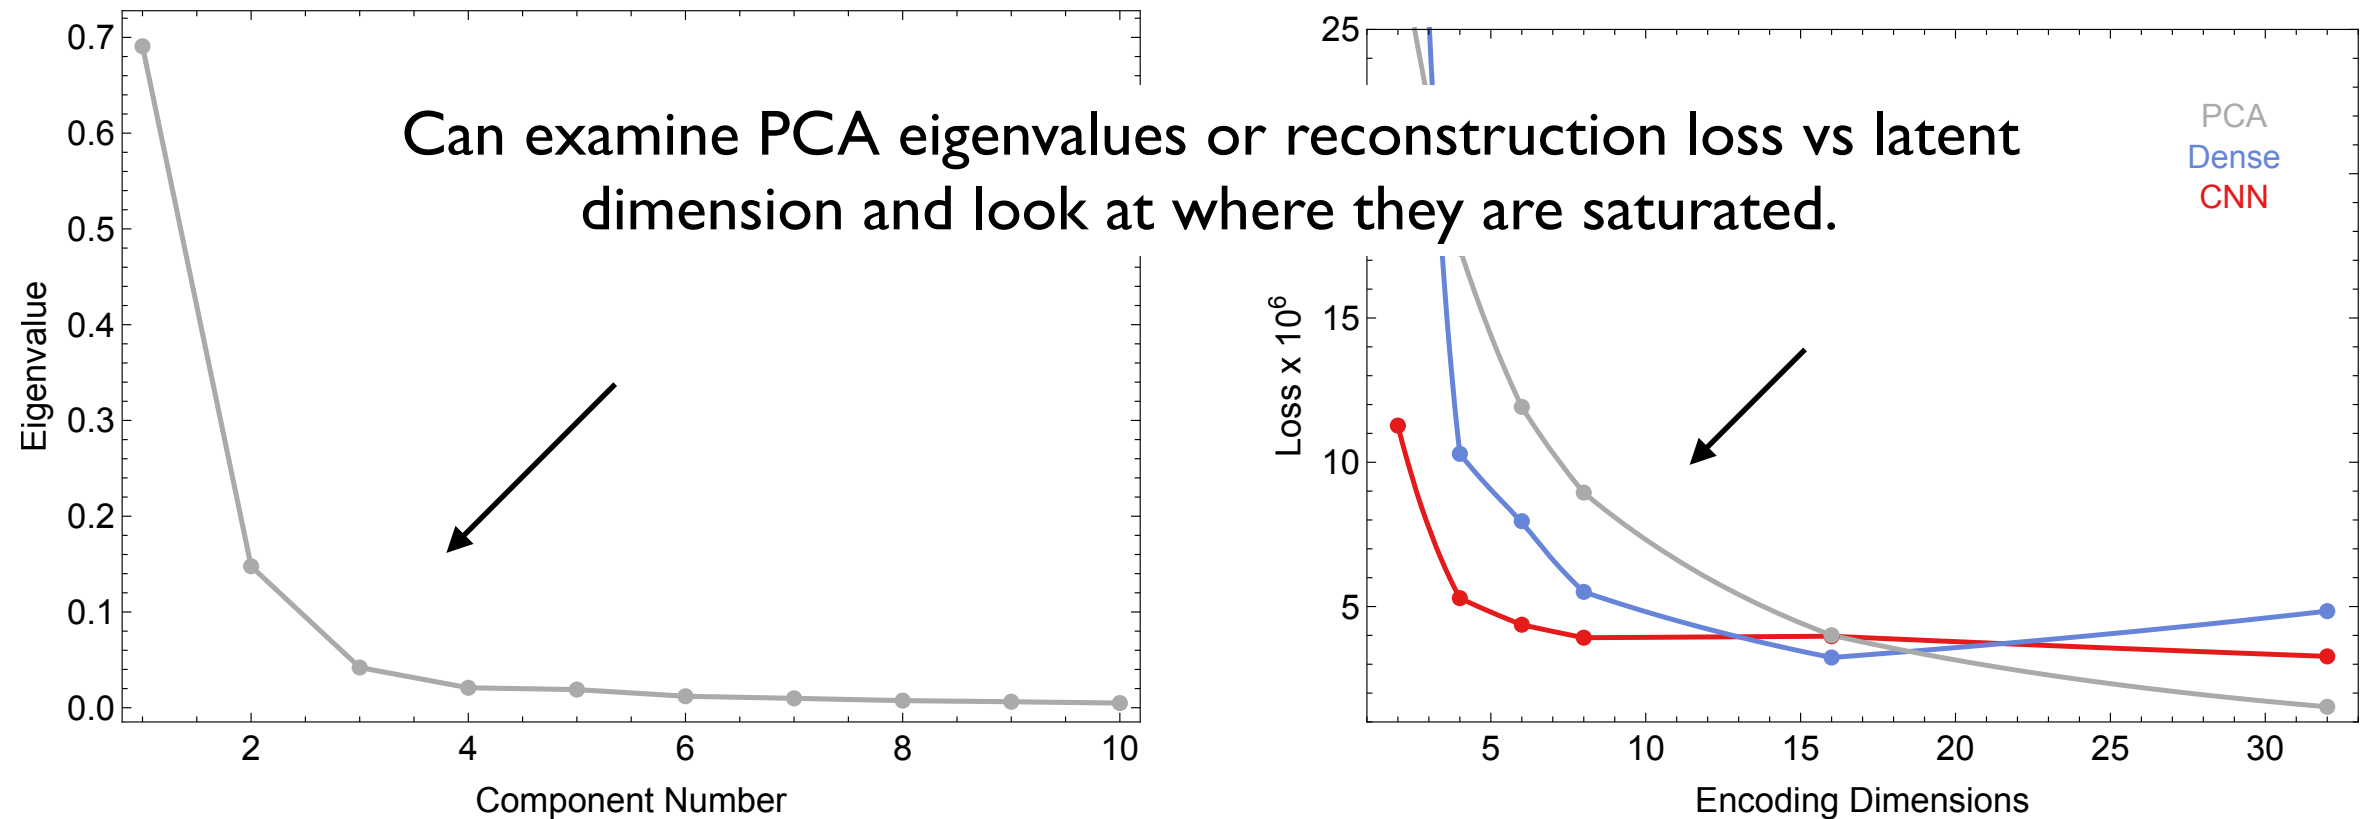 Can examine PCA eigenvalues or reconstruction loss vs latent
dimension and look at where they are saturated.
0.7
0.6
0.5
0.4
0.3
0.2
0.1
0.0
Eigenvalue
2
4
6
8
10
Component Number
25
15
10
5
Loss x 10⁶
PCA
Dense
CNN
5
10
15
20
25
30
Encoding Dimensions